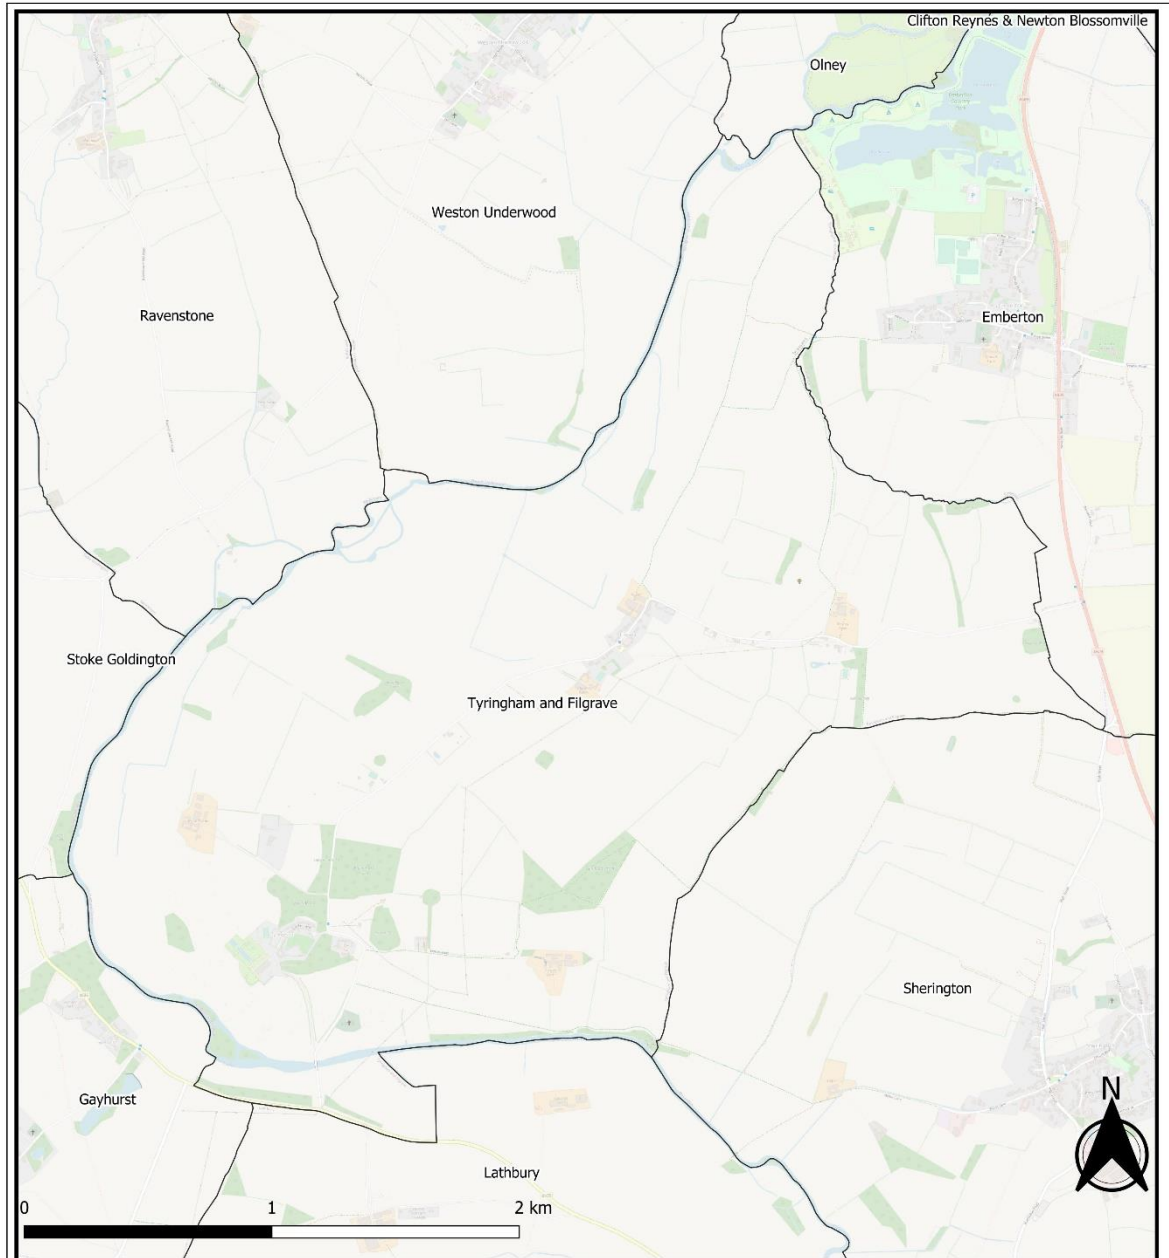 Clifton Reynes & Newton Blossomville
Olney
Weston Underwood
Ravenstone
Emberton
Stoke Goldington
Tyringham and Filgrave
Sherington
Gayhurst
Lathbury
N
0 1 2 km